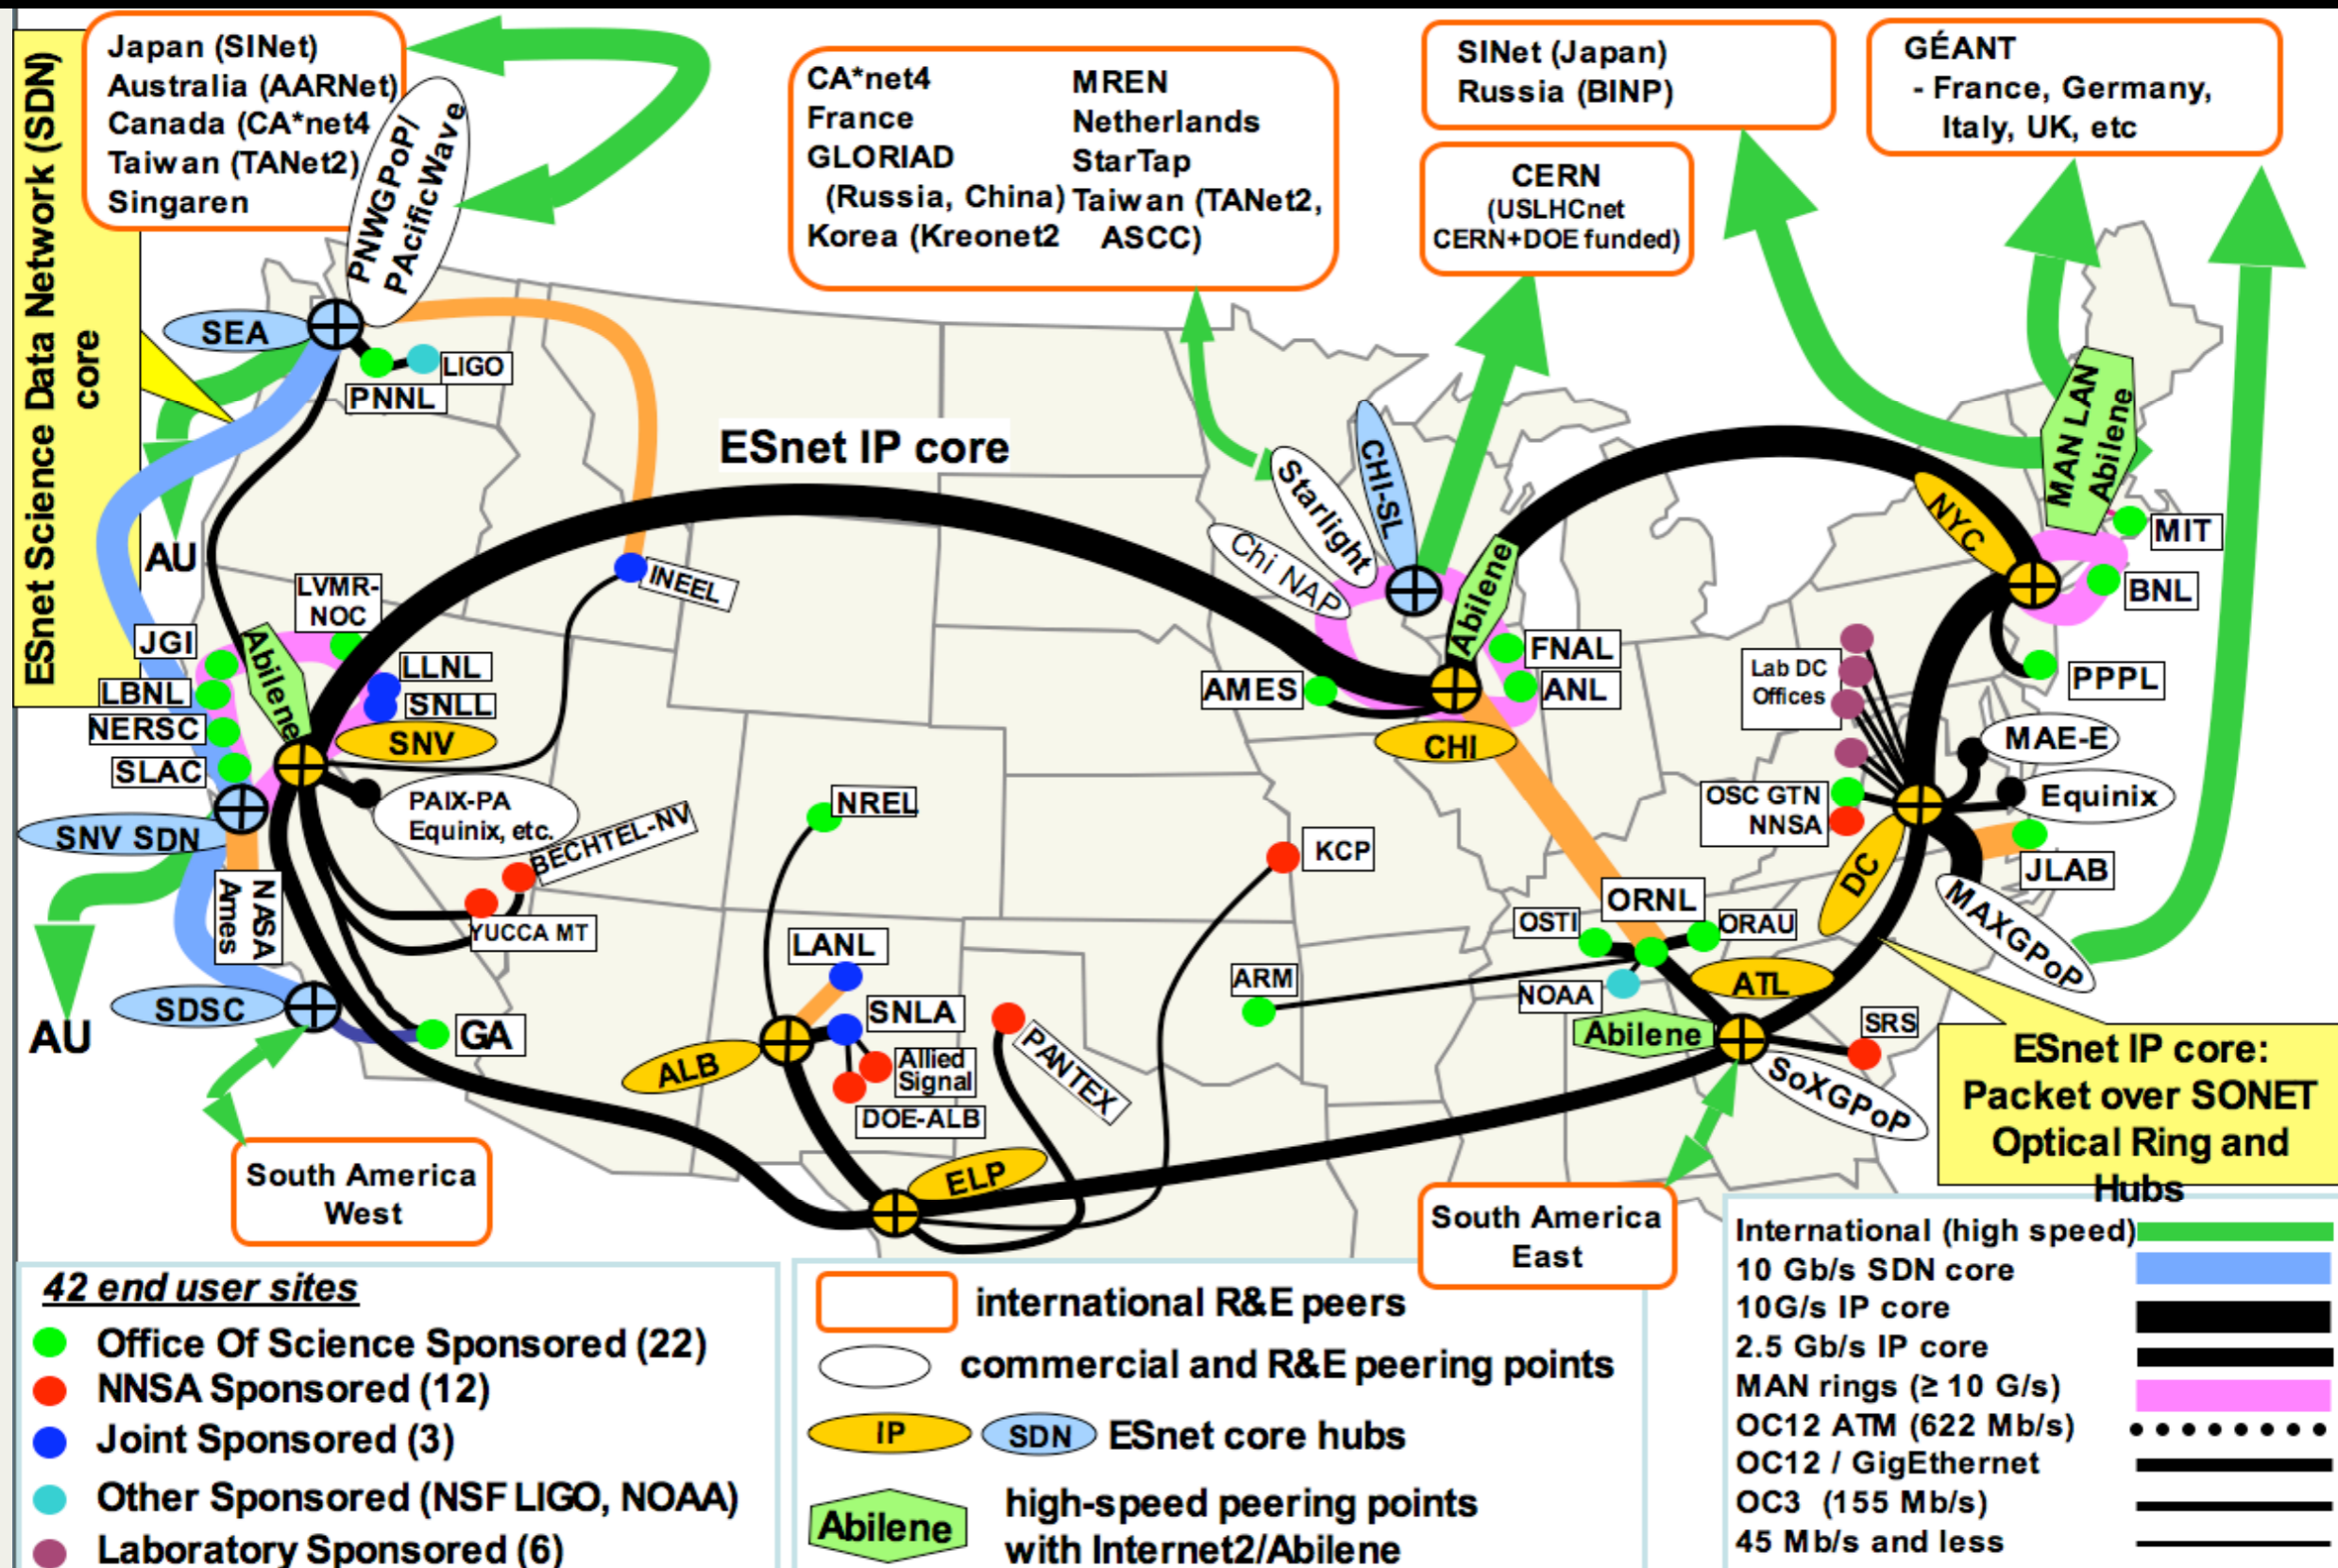 ESnet Science Data Network (SDN)
core
Japan (SINet)
Australia (AARNet)
Canada (CA*net4
Taiwan (TANet2)
Singaren
PNWGPoP/
PAcificWave
CA*net4
France
GLORIAD
(Russia, China)
Korea (Kreonet2
MREN
Netherlands
StarTap
Taiwan (TANet2,
ASCC)
SINet (Japan)
Russia (BINP)
CERN
(USLHCnet
CERN+DOE funded)
GÉANT
- France, Germany,
Italy, UK, etc
SEA
LIGO
PNNL
ESnet IP core
AU
Starlight
CHI-SL
Chi NAP
Abilene
NYC
MAN LAN
Abilene
MIT
BNL
INEEL
LVMR-
NOC
JGI
Abilene
LLNL
LBNL
SNLL
NERSC
SNV
SLAC
FNAL
AMES
ANL
CHI
Lab DC
Offices
PPPL
MAE-E
Equinix
PAIX-PA
Equinix, etc.
SNV SDN
BECHTEL-NV
NREL
KCP
OSC GTN
NNSA
JLAB
DC
MAXGPoP
NASA
Ames
YUCCA MT
LANL
ORNL
OSTI
ORAU
ARM
NOAA
ATL
SDSC
AU
GA
SNLA
ALB
Allied
Signal
DOE-ALB
PANTEX
Abilene
SRS
SoXGPoP
ESnet IP core:
Packet over SONET
Optical Ring and
Hubs
South America
West
ELP
South America
East
42 end user sites
Office Of Science Sponsored (22)
NNSA Sponsored (12)
Joint Sponsored (3)
Other Sponsored (NSF LIGO, NOAA)
Laboratory Sponsored (6)
international R&E peers
commercial and R&E peering points
IP
SDN
ESnet core hubs
Abilene
high-speed peering points
with Internet2/Abilene
International (high speed)
10 Gb/s SDN core
10G/s IP core
2.5 Gb/s IP core
MAN rings (≥ 10 G/s)
OC12 ATM (622 Mb/s)
OC12 / GigEthernet
OC3 (155 Mb/s)
45 Mb/s and less